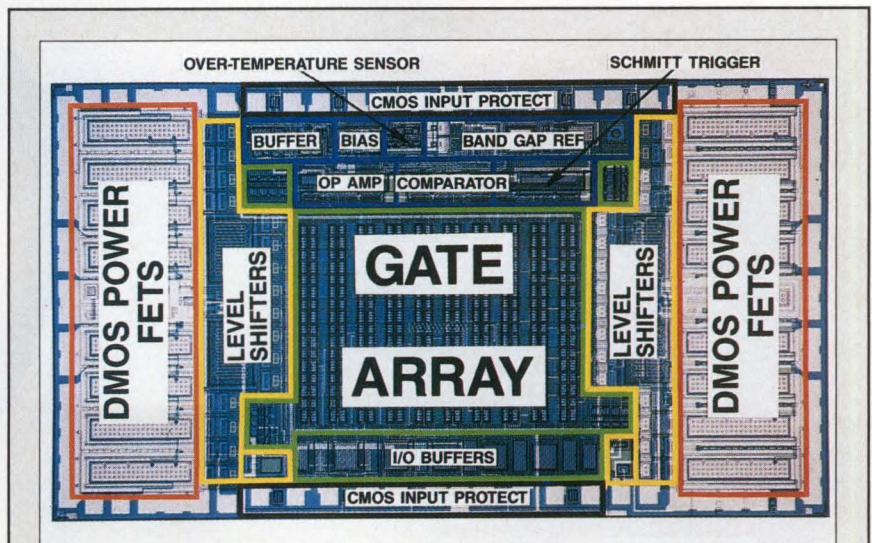 OVER-TEMPERATURE SENSOR
SCHMITT TRIGGER
CMOS INPUT PROTECT
BUFFER
BIAS
BAND GAP REF
OP AMP
COMPARATOR
DMOS POWER
FETS
LEVEL
SHIFTERS
GATE
ARRAY
LEVEL
SHIFTERS
DMOS POWER
FETS
I/O BUFFERS
CMOS INPUT PROTECT